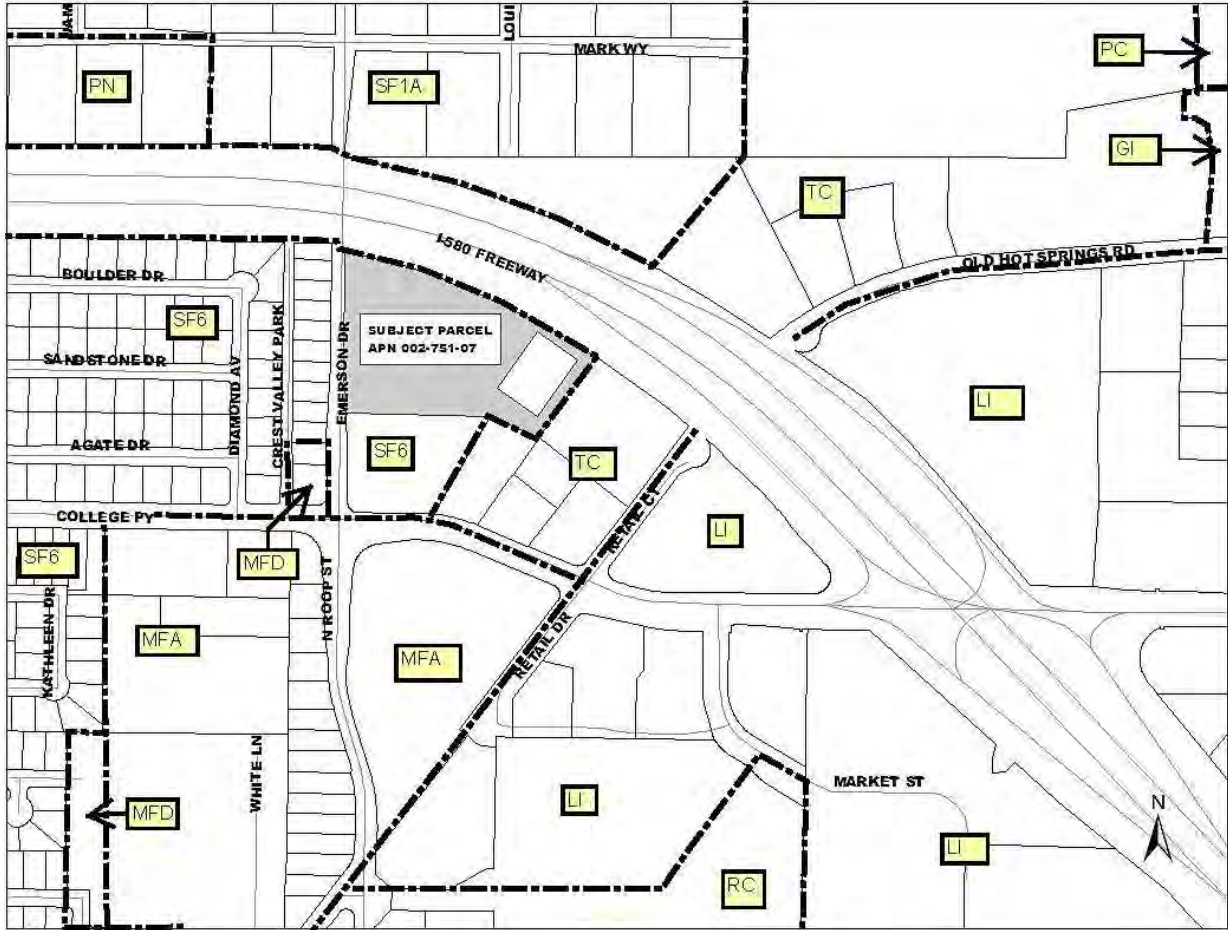 JAM
LOUI
MARK WY
PC
PN
SF1A
GI
TC
I-580 FREEWAY
OLD HOT SPRINGS RD
BOULDER DR
SF6
SUBJECT PARCEL
APN 002-751-07
SANDSTONE DR
DIAMOND AV
CREST VALLEY PARK
EMERSON DR
LI
AGATE DR
SF6
TC
COLLEGE PY
RETAIL CT
LI
SF6
MFD
N ROOP ST
KATHLEEN DR
MFA
MFA
RETAIL DR
WHITE LN
MARKET ST
LI
MFD
N
LI
RC